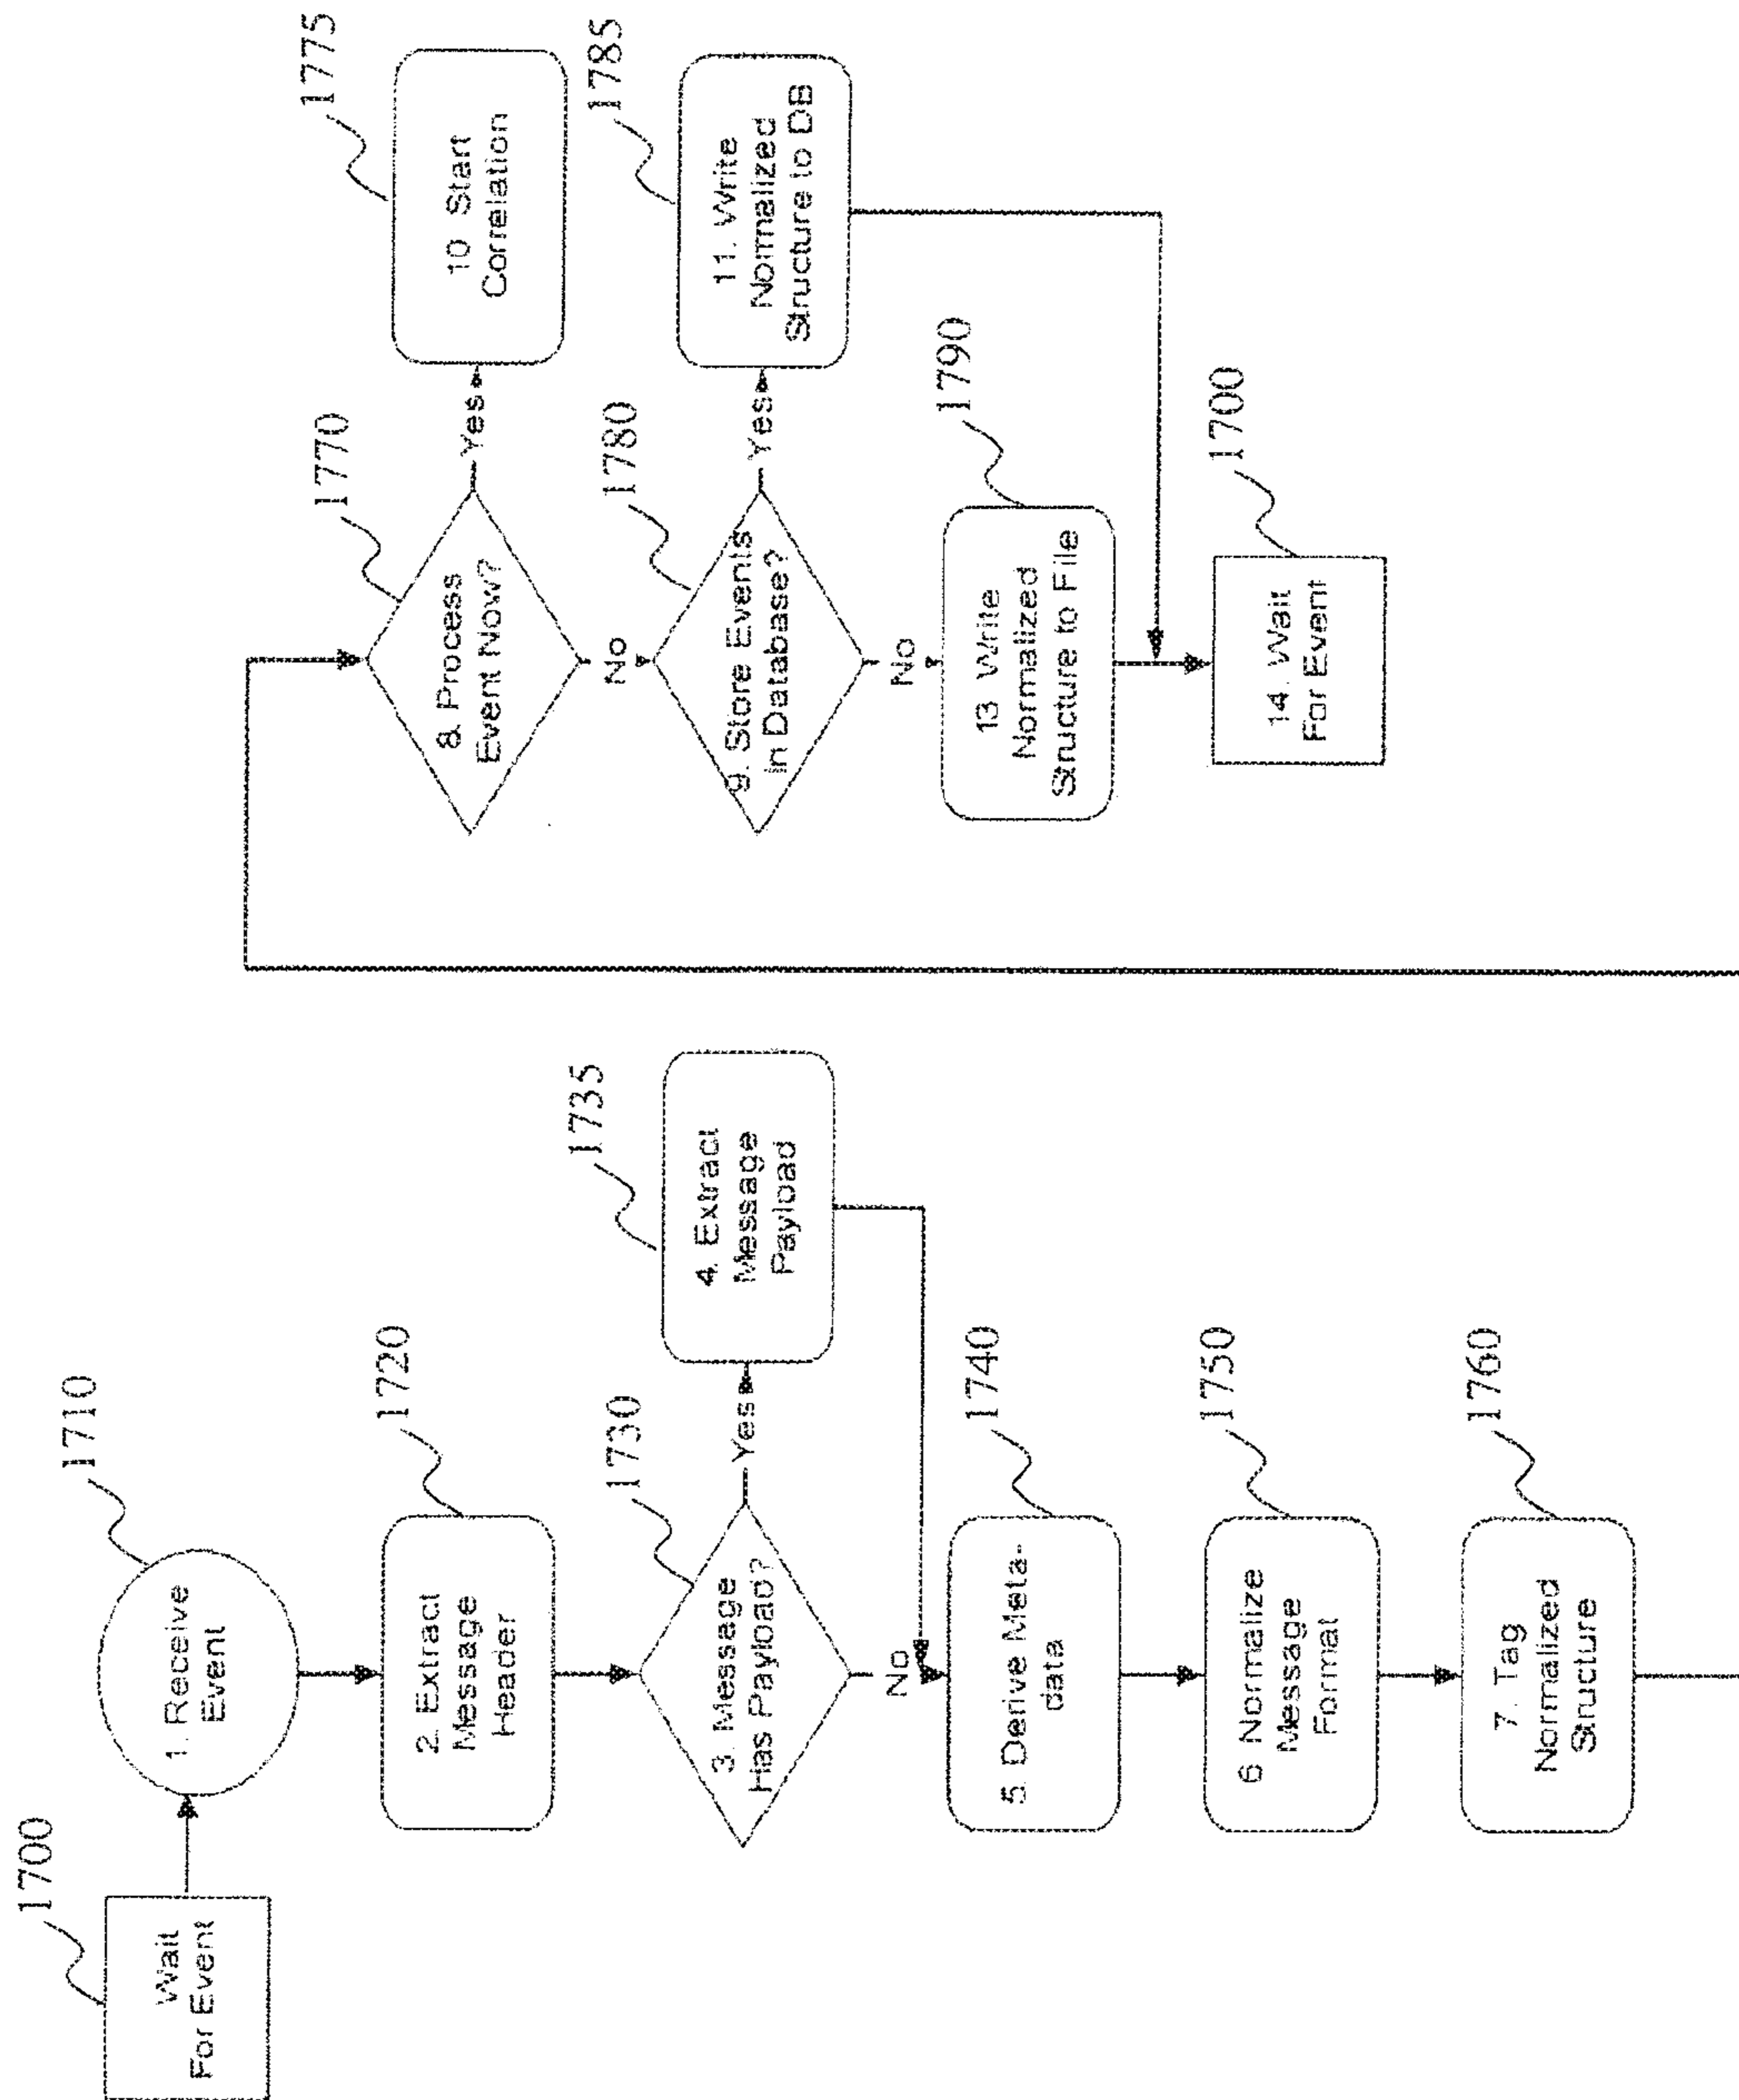 1700
Wait
For Event
1710
1. Receive
Event
1720
2. Extract
Message
Header
1730
3. Message
Has Payload?
Yes
No
1735
4. Extract
Message
Payload
1740
5. Derive Meta-
data
1750
6 Normalize
Message
Format
1760
7. Tag
Normalized
Structure
1770
8. Process
Event Now?
Yes
No
1775
10 Start
Correlation
1780
9. Store Events
in Database?
Yes
No
1785
11. Write
Normalized
Structure to DB
1790
13 Write
Normalized
Structure to File
1700
14. Wait
For Event